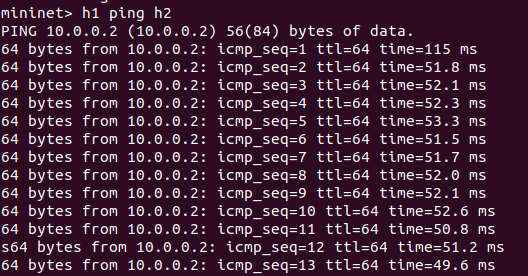 mininet> h1 ping h2
PING 10.0.0.2 (10.0.0.2) 56(84) bytes of data.
64 bytes from 10.0.0.2: icmp_seq=1 ttl=64 time=115 ms
64 bytes from 10.0.0.2: icmp_seq=2 ttl=64 time=51.8 ms
64 bytes from 10.0.0.2: icmp_seq=3 ttl=64 time=52.1 ms
64 bytes from 10.0.0.2: icmp_seq=4 ttl=64 time=52.3 ms
64 bytes from 10.0.0.2: icmp_seq=5 ttl=64 time=53.3 ms
64 bytes from 10.0.0.2: icmp_seq=6 ttl=64 time=51.5 ms
64 bytes from 10.0.0.2: icmp_seq=7 ttl=64 time=51.7 ms
64 bytes from 10.0.0.2: icmp_seq=8 ttl=64 time=52.0 ms
64 bytes from 10.0.0.2: icmp_seq=9 ttl=64 time=52.1 ms
64 bytes from 10.0.0.2: icmp_seq=10 ttl=64 time=52.6 ms
64 bytes from 10.0.0.2: icmp_seq=11 ttl=64 time=50.8 ms
s64 bytes from 10.0.0.2: icmp_seq=12 ttl=64 time=51.2 ms
64 bytes from 10.0.0.2: icmp_seq=13 ttl=64 time=49.6 ms